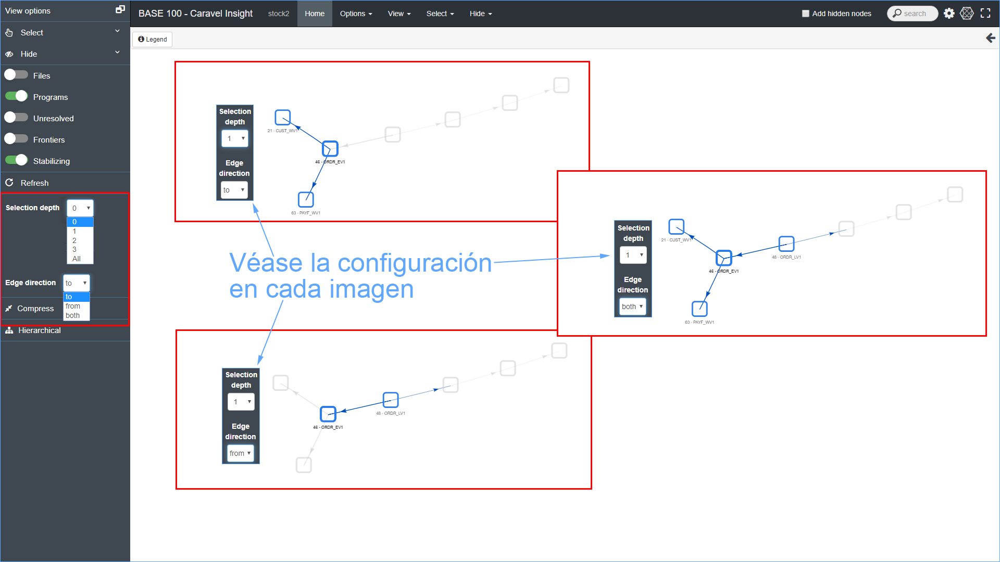 View options
BASE 100 - Caravel Insight
stock2
Home
Options
View
Select
Hide
Add hidden nodes
search
Legend
Select
Hide
Files
Programs
Unresolved
Frontiers
Stabilizing
Refresh
Selection depth
0
0
1
2
3
All
Edge direction
to
to
from
both
Compress
Hierarchical
Selection
depth
1
Edge
direction
to
21 - CUST_WV1
46 - ORDR_EV1
63 - PAYF_WV1
Véase la configuración
en cada imagen
Selection
depth
1
Edge
direction
both
21 - CUST_WV1
48 - ORDR_LV1
46 - ORDR_EV1
63 - PAYF_WV1
Selection
depth
1
Edge
direction
from
48 - ORDR_LV1
46 - ORDR_EV1